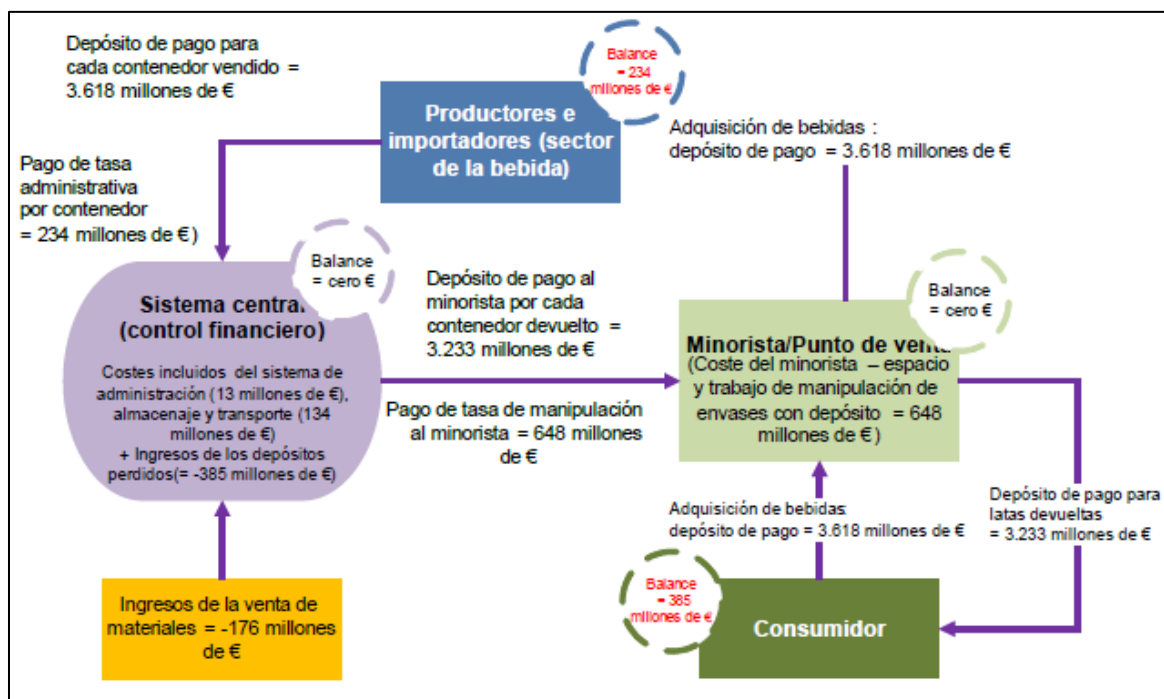 Depósito de pago para
cada contenedor vendido =
3.618 millones de €
Balance
= 234
millones de €
Productores e
importadores (sector
de la bebida)
Adquisición de bebidas :
depósito de pago = 3.618 millones de €
Pago de tasa
administrativa
por contenedor
= 234 millones de €)
Balance
= cero €
Sistema central
(control financiero)
Costes incluidos del sistema de
administración (13 millones de €),
almacenaje y transporte (134
millones de €)
+ Ingresos de los depósitos
perdidos(= -385 millones de €)
Depósito de pago al
minorista por cada
contenedor devuelto =
3.233 millones de €
Pago de tasa de manipulación
al minorista = 648 millones
de €
Balance
= cero €
Minorista/Punto de venta
(Coste del minorista – espacio
y trabajo de manipulación de
envases con depósito = 648
millones de €)
Adquisición de bebidas:
depósito de pago = 3.618 millones de €
Depósito de pago para
latas devueltas
= 3.233 millones de €
Ingresos de la venta de
materiales = -176 millones
de €
Balance
= 385
millones de €
Consumidor